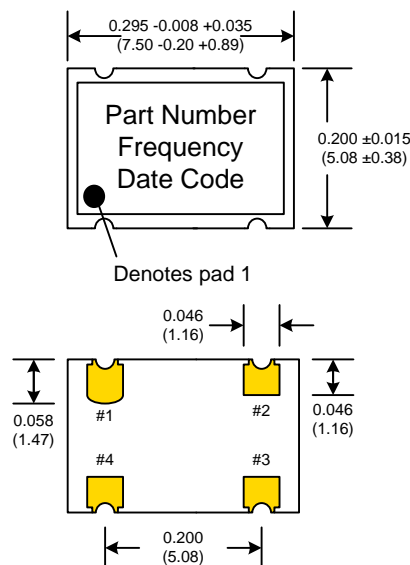 0.295 -0.008 +0.035
(7.50 -0.20 +0.89)
Part Number
Frequency
Date Code
0.200 ±0.015
(5.08 ±0.38)
Denotes pad 1
0.046
(1.16)
0.058
(1.47)
#1
#2
0.046
(1.16)
#4
#3
0.200
(5.08)